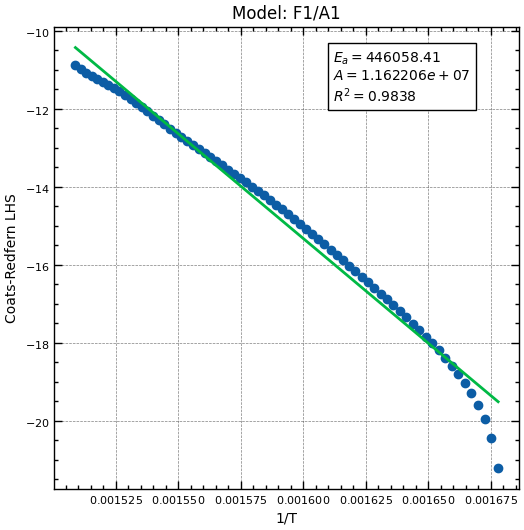 Model: F1/A1
E_a = 446058.41
A = 1.162206e + 07
R^2 = 0.9838
Coats-Redfern LHS
−10
−12
−14
−16
−18
−20
0.001525 0.001550 0.001575 0.001600 0.001625 0.001650 0.001675
1/T